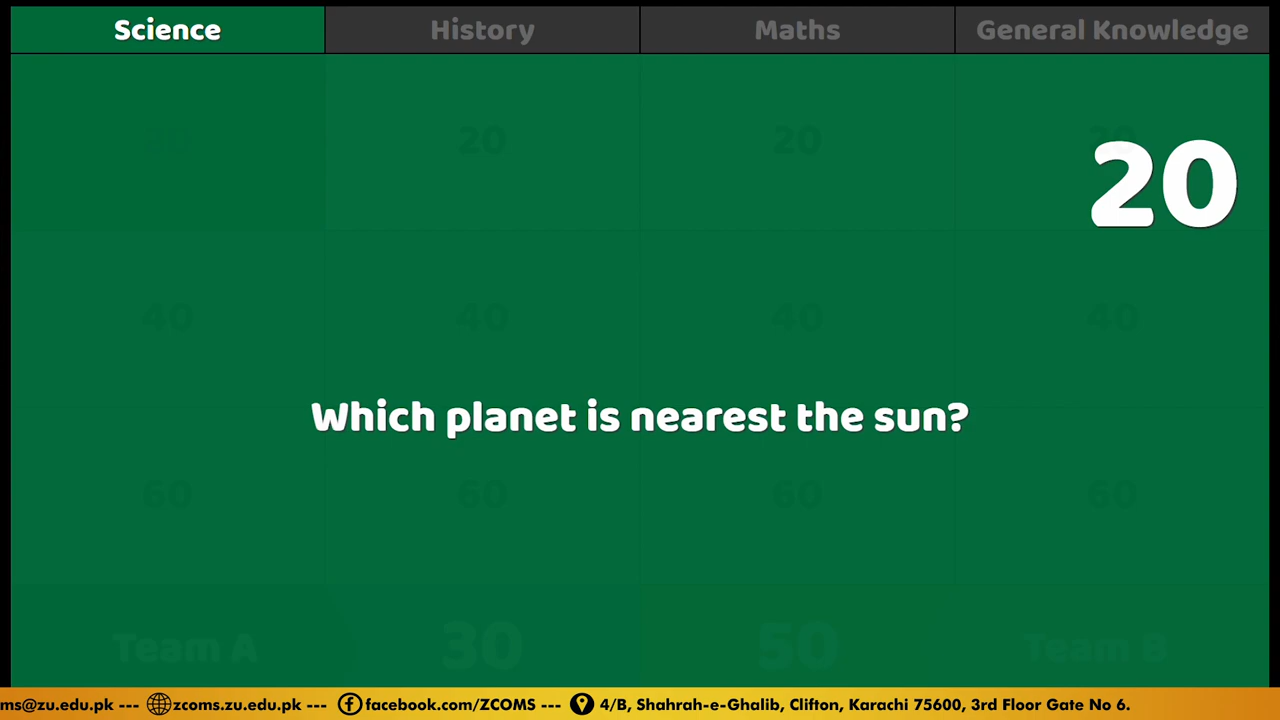 Science History Maths General Knowledge
20 20 20
20
40 40 40 40
Which planet is nearest the sun?
60 60 60 60
Team A 30 50 Team B
ms@zu.edu.pk --- zcoms.zu.edu.pk --- facebook.com/ZCOMS --- 4/B, Shahrah-e-Ghalib, Clifton, Karachi 75600, 3rd Floor Gate No 6.